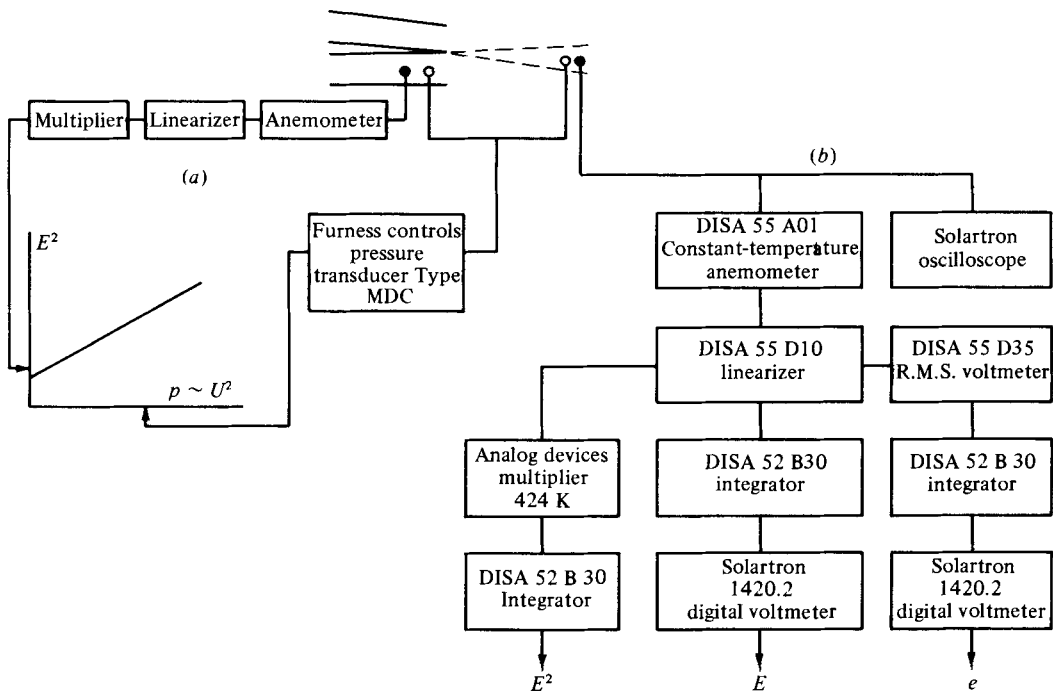 Multiplier
Linearizer
Anemometer
(a)
(b)
E²
p ~ U²
Furness controls
pressure
transducer Type
MDC
DISA 55 A01
Constant-temperature
anemometer
Solartron
oscilloscope
DISA 55 D10
linearizer
DISA 55 D35
R.M.S. voltmeter
Analog devices
multiplier
424 K
DISA 52 B30
integrator
DISA 52 B 30
integrator
DISA 52 B 30
Integrator
Solartron
1420.2
digital voltmeter
Solartron
1420.2
digital voltmeter
E²
E
e